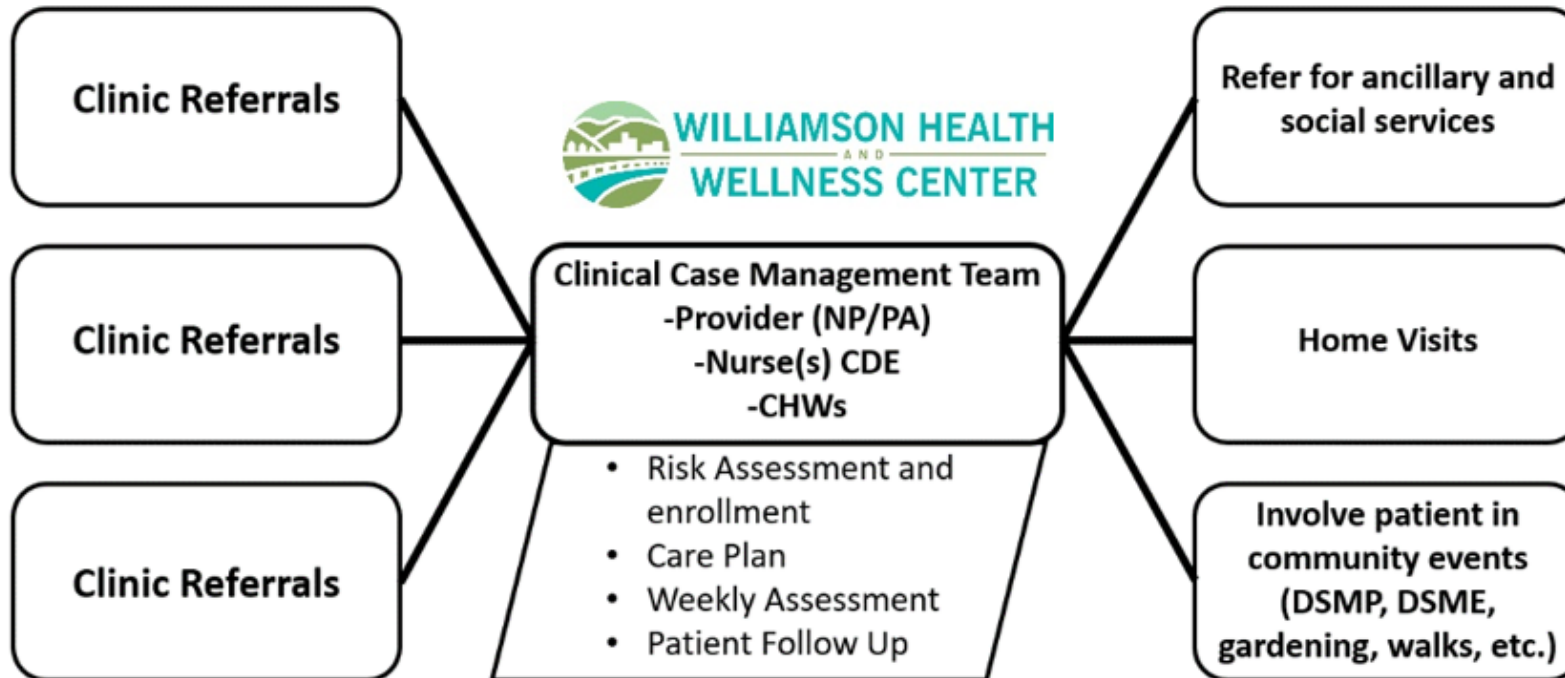 Clinic Referrals
Clinic Referrals
Clinic Referrals
WILLIAMSON HEALTH
AND
WELLNESS CENTER
Clinical Case Management Team
-Provider (NP/PA)
-Nurse(s) CDE
-CHWs
• Risk Assessment and
enrollment
• Care Plan
• Weekly Assessment
• Patient Follow Up
Refer for ancillary and
social services
Home Visits
Involve patient in
community events
(DSMP, DSME,
gardening, walks, etc.)